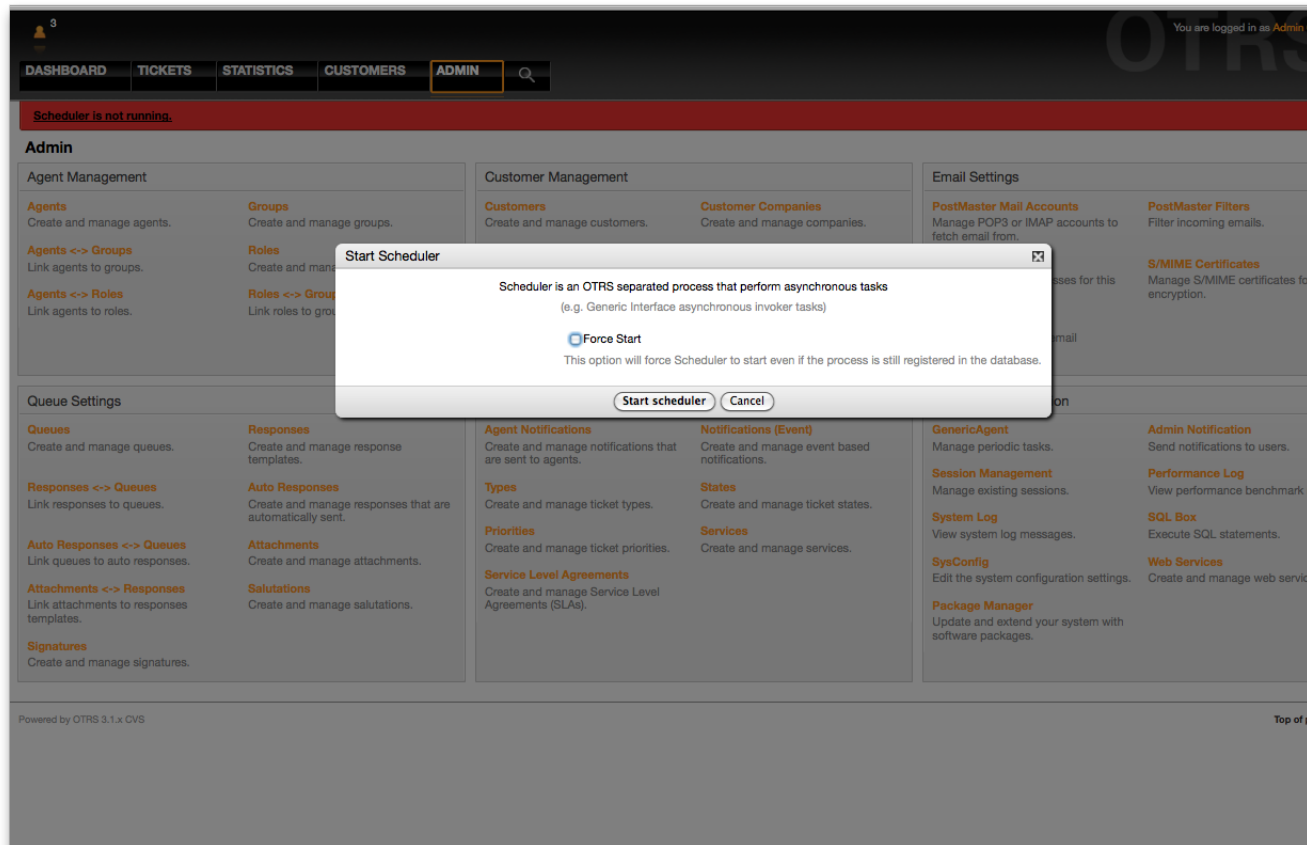 3
You are logged in as Admin
OTRS
DASHBOARD TICKETS STATISTICS CUSTOMERS ADMIN
Scheduler is not running.
Admin
Agent Management
Agents
Create and manage agents.
Groups
Create and manage groups.
Agents <-> Groups
Link agents to groups.
Roles
Create and
Agents <-> Roles
Link agents to roles.
Roles <->
Link roles to
Customer Management
Customers
Create and manage customers.
Customer Companies
Create and manage companies.
Email Settings
PostMaster Mail Accounts
Manage POP3 or IMAP accounts to
fetch email from.
PostMaster Filters
Filter incoming emails.
for this
S/MIME Certificates
Manage S/MIME certificates
encryption.
Start Scheduler
Scheduler is an OTRS separated process that perform asynchronous tasks
(e.g. Generic Interface asynchronous invoker tasks)
Force Start
This option will force Scheduler to start even if the process is still registered in the database.
Start scheduler Cancel
Queue Settings
Queues
Create and manage queues.
Responses
Create and manage response
templates.
Responses <-> Queues
Link responses to queues.
Auto Responses
Create and manage responses that are
automatically sent.
Auto Responses <-> Queues
Link queues to auto responses.
Attachments
Create and manage attachments.
Attachments <-> Responses
Link attachments to responses
templates.
Salutations
Create and manage salutations.
Signatures
Create and manage signatures.
Agent Notifications
Create and manage notifications that
are sent to agents.
Notifications (Event)
Create and manage event based
notifications.
Types
Create and manage ticket types.
States
Create and manage ticket states.
Priorities
Create and manage ticket priorities.
Services
Create and manage services.
Service Level Agreements
Create and manage Service Level
Agreements (SLAs).
GenericAgent
Manage periodic tasks.
Admin Notification
Send notifications to users.
Session Management
Manage existing sessions.
Performance Log
View performance benchmark
System Log
View system log messages.
SQL Box
Execute SQL statements.
SysConfig
Edit the system configuration settings.
Web Services
Create and manage web
Package Manager
Update and extend your system with
software packages.
Powered by OTRS 3.1.x CVS
Top of